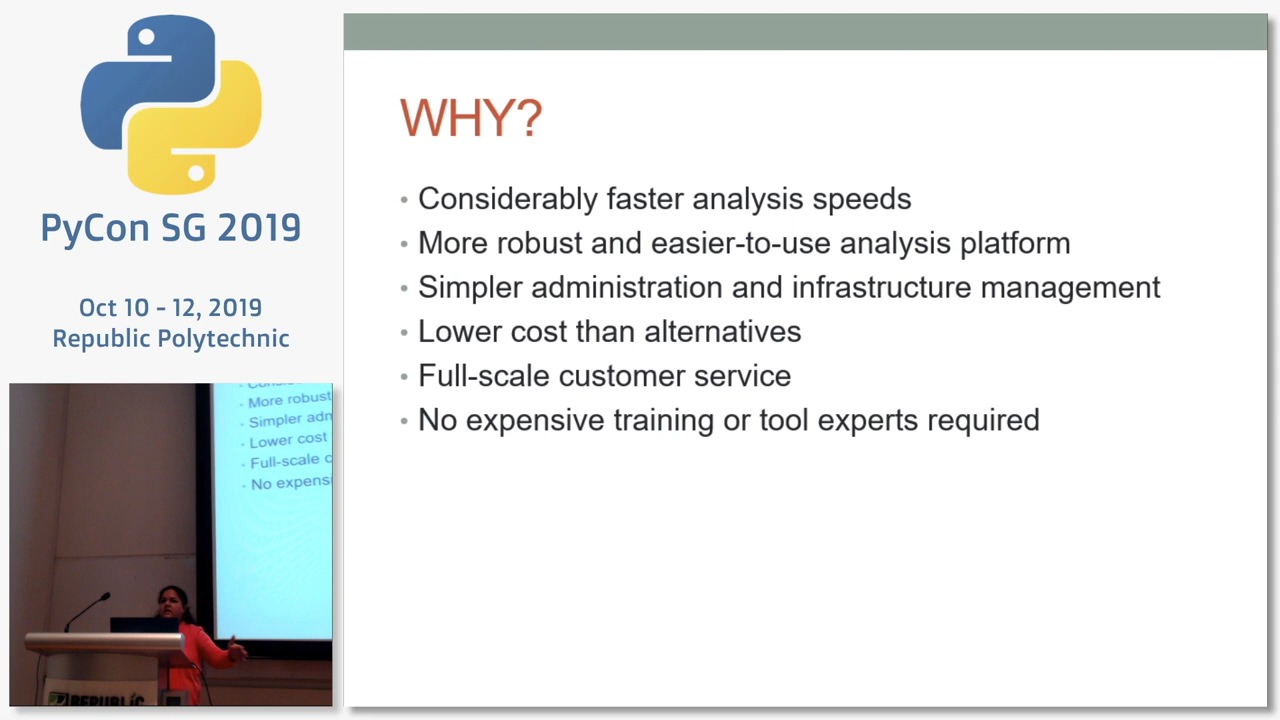 PyCon SG 2019
Oct 10 - 12, 2019
Republic Polytechnic
WHY?
• Considerably faster analysis speeds
• More robust and easier-to-use analysis platform
• Simpler administration and infrastructure management
• Lower cost than alternatives
• Full-scale customer service
• No expensive training or tool experts required
More robust
Simpler adm
Lower cost
Full-scale c
No expensi
REPUBLIC